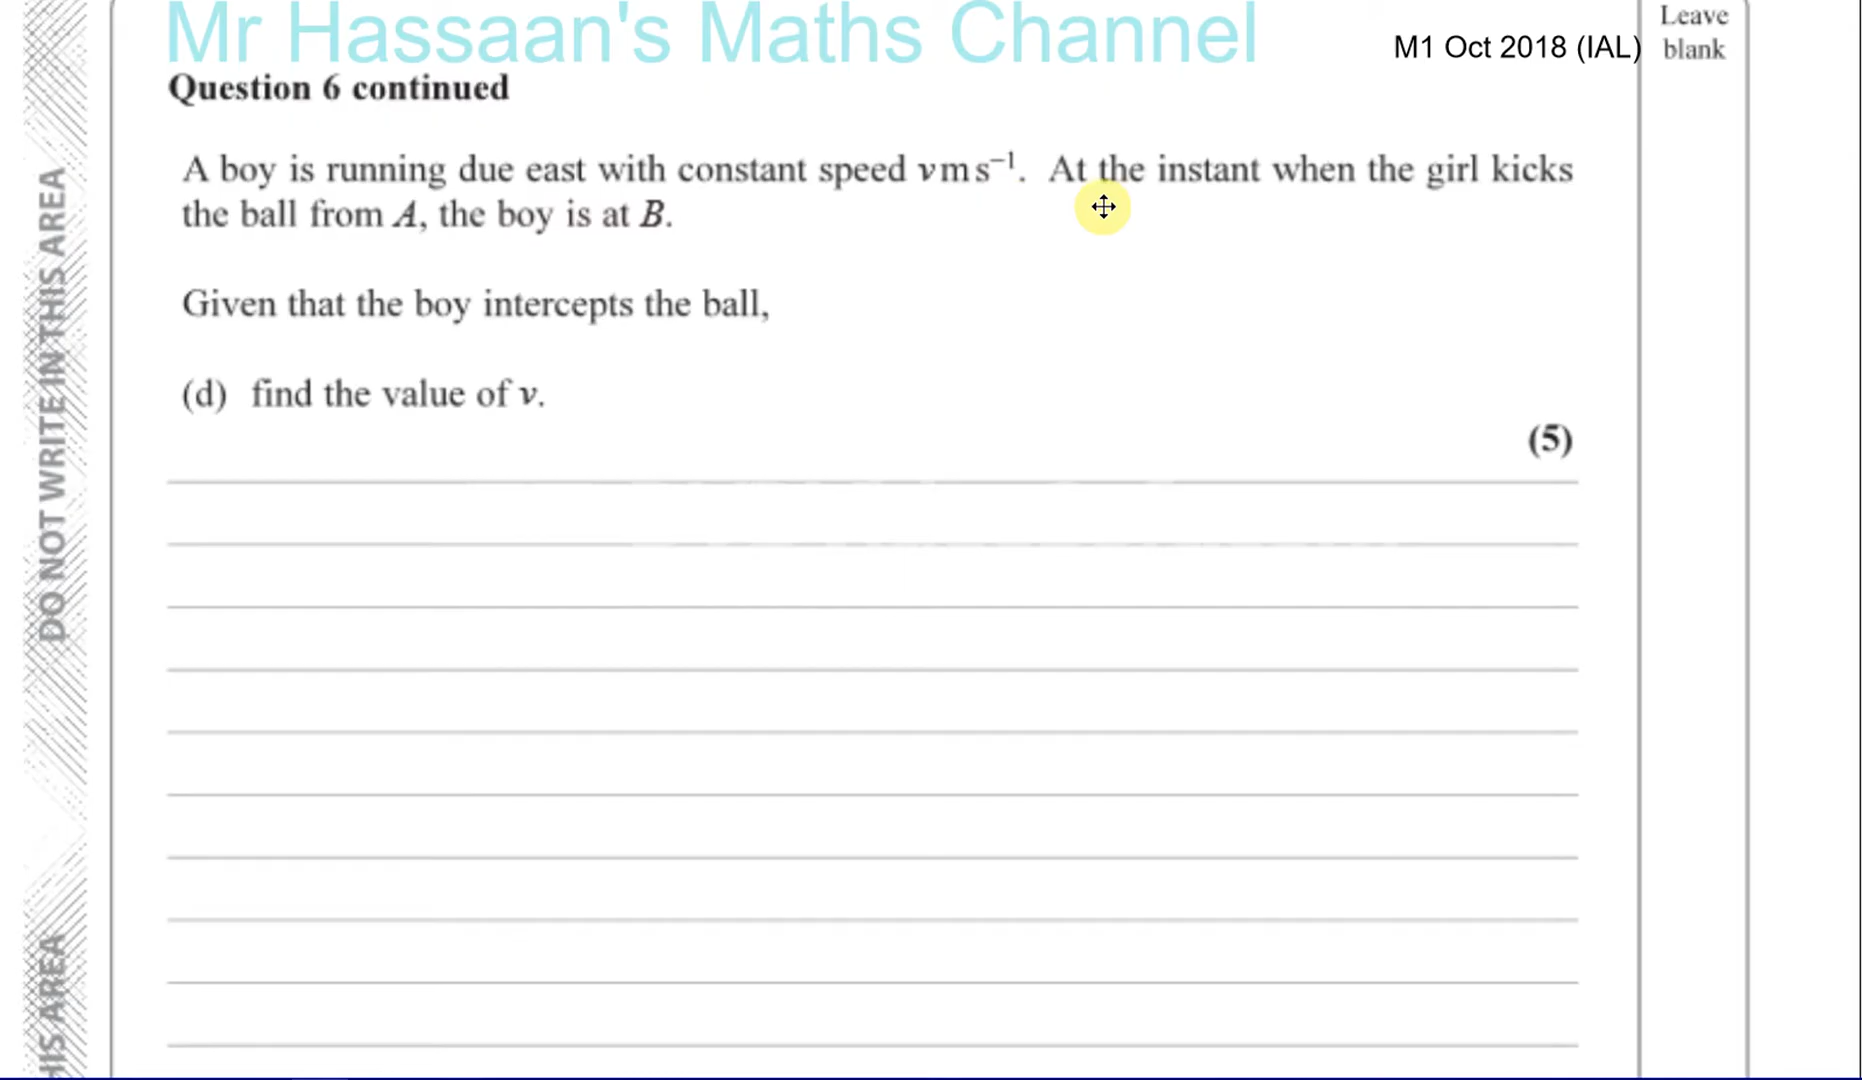 Mr Hassaan's Maths Channel
M1 Oct 2018 (IAL)
Leave
blank
Question 6 continued
A boy is running due east with constant speed v m s⁻¹. At the instant when the girl kicks
the ball from A, the boy is at B.
Given that the boy intercepts the ball,
(d) find the value of v.
(5)
DO NOT WRITE IN THIS AREA
HIS AREA